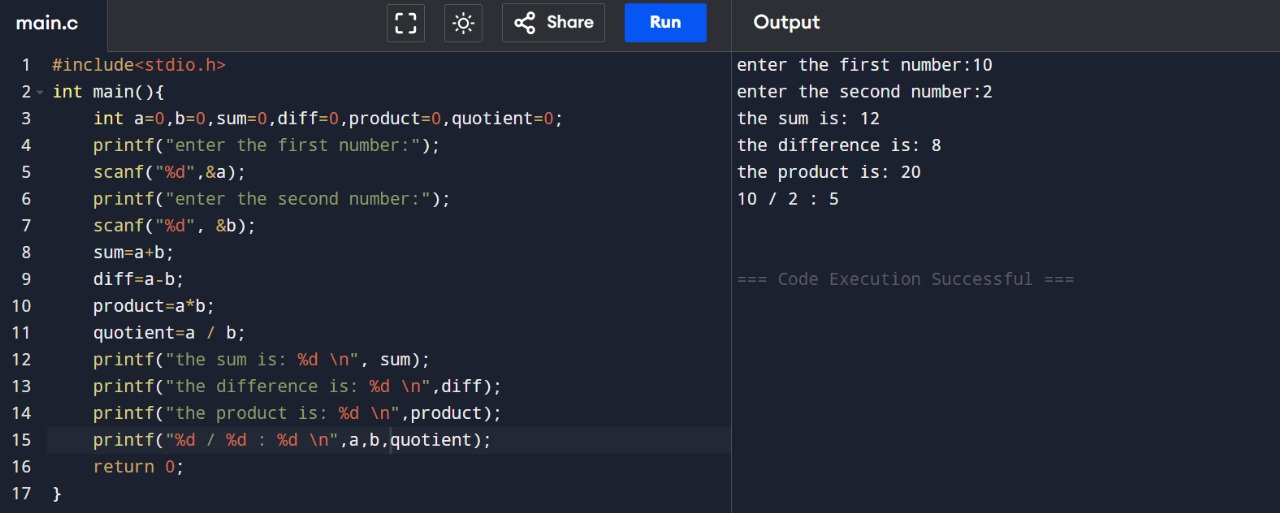 main.c
Share
Run
Output
1 #include<stdio.h>
2 int main(){
3 int a=0,b=0,sum=0,diff=0,product=0,quotient=0;
4 printf("enter the first number:");
5 scanf("%d",&a);
6 printf("enter the second number:");
7 scanf("%d", &b);
8 sum=a+b;
9 diff=a-b;
10 product=a*b;
11 quotient=a / b;
12 printf("the sum is: %d \n", sum);
13 printf("the difference is: %d \n",diff);
14 printf("the product is: %d \n",product);
15 printf("%d / %d : %d \n",a,b,quotient);
16 return 0;
17 }
enter the first number:10
enter the second number:2
the sum is: 12
the difference is: 8
the product is: 20
10 / 2 : 5
=== Code Execution Successful ===